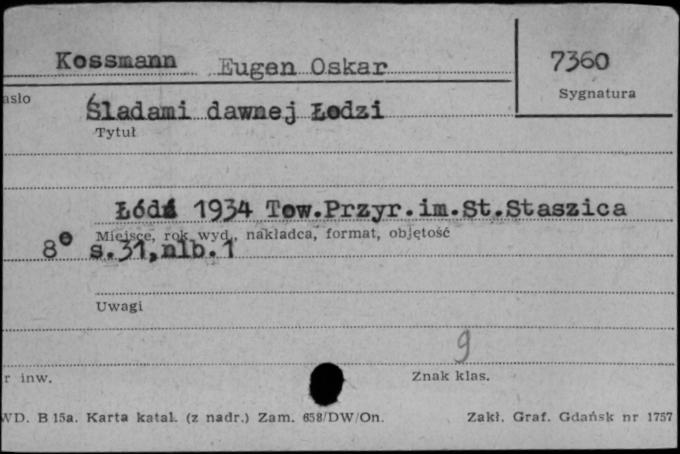 Kossmann Eugen Oskar
7360
asło
Sygnatura
Śladami dawnej Łodzi
Tytuł
Łódź 1934 Tow.Przyr.im.St.Staszica
Miejsce, rok wyd., nakładca, format, objętość
8° s.31,nlb.1
Uwagi
9
r inw.
Znak klas.
WD. B 15a. Karta katal. (z nadr.) Zam. 658/DW/On.
Zakł. Graf. Gdańsk nr 1757